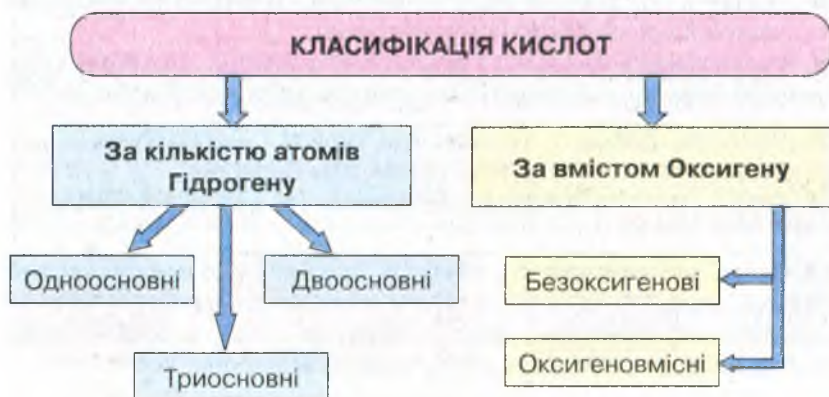 КЛАСИФІКАЦІЯ КИСЛОТ
За кількістю атомів
Гідрогену
За вмістом Оксигену
Одноосновні
Двоосновні
Безоксигенові
Триосновні
Оксигеновмісні